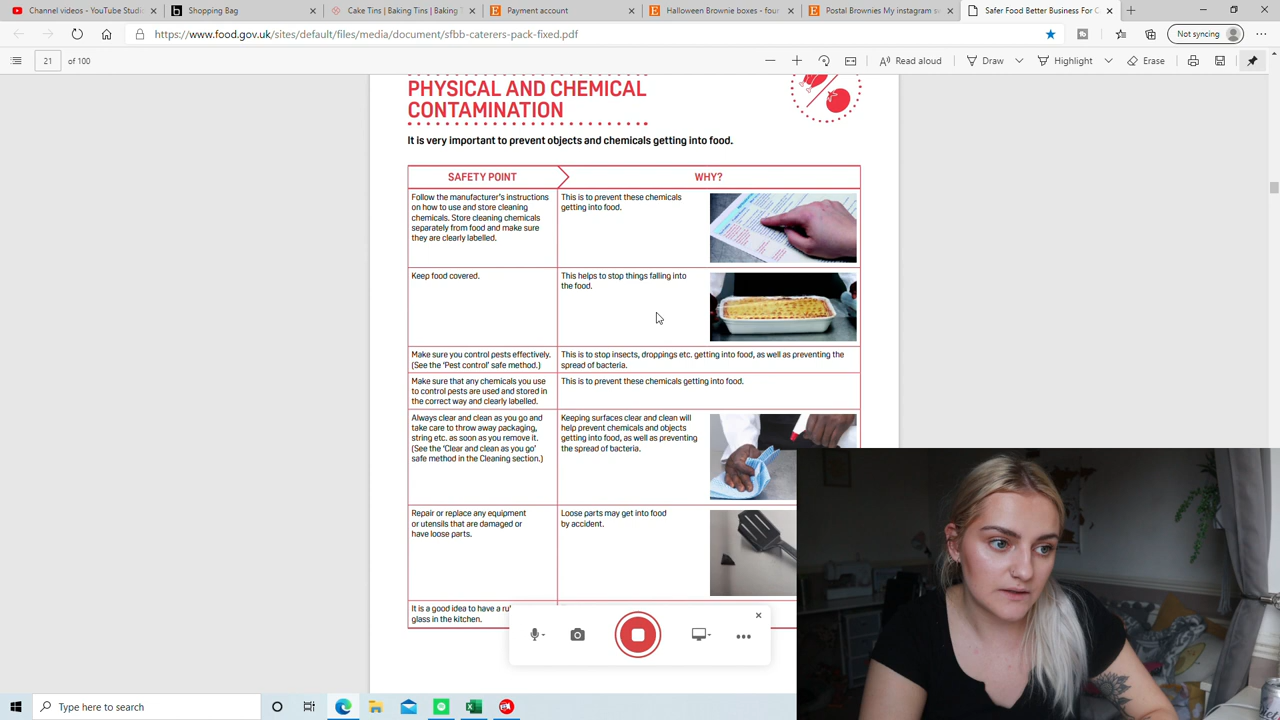 Channel videos - YouTube Studio
Shopping Bag
Cake Tins | Baking Tins | Baking T
Payment account
Halloween Brownie boxes - four
Postal Brownies My instagram se
Safer Food Better Business For C
https://www.food.gov.uk/sites/default/files/media/document/sfbb-caterers-pack-fixed.pdf
Not syncing
21 of 100
Read aloud
Draw
Highlight
Erase
PHYSICAL AND CHEMICAL
CONTAMINATION
It is very important to prevent objects and chemicals getting into food.
SAFETY POINT
WHY?
Follow the manufacturer's instructions
on how to use and store cleaning
chemicals. Store cleaning chemicals
separately from food and make sure
they are clearly labelled.
This is to prevent these chemicals
getting into food.
Keep food covered.
This helps to stop things falling into
the food.
Make sure you control pests effectively.
(See the 'Pest control' safe method.)
This is to stop insects, droppings etc. getting into food, as well as preventing the
spread of bacteria.
Make sure that any chemicals you use
to control pests are used and stored in
the correct way and clearly labelled.
This is to prevent these chemicals getting into food.
Always clear and clean as you go and
take care to throw away packaging,
string etc. as soon as you remove it.
(See the 'Clear and clean as you go'
safe method in the Cleaning section.)
Keeping surfaces clear and clean will
help prevent chemicals and objects
getting into food, as well as preventing
the spread of bacteria.
Repair or replace any equipment
or utensils that are damaged or
have loose parts.
Loose parts may get into food
by accident.
It is a good idea to have a ru
glass in the kitchen.
Type here to search